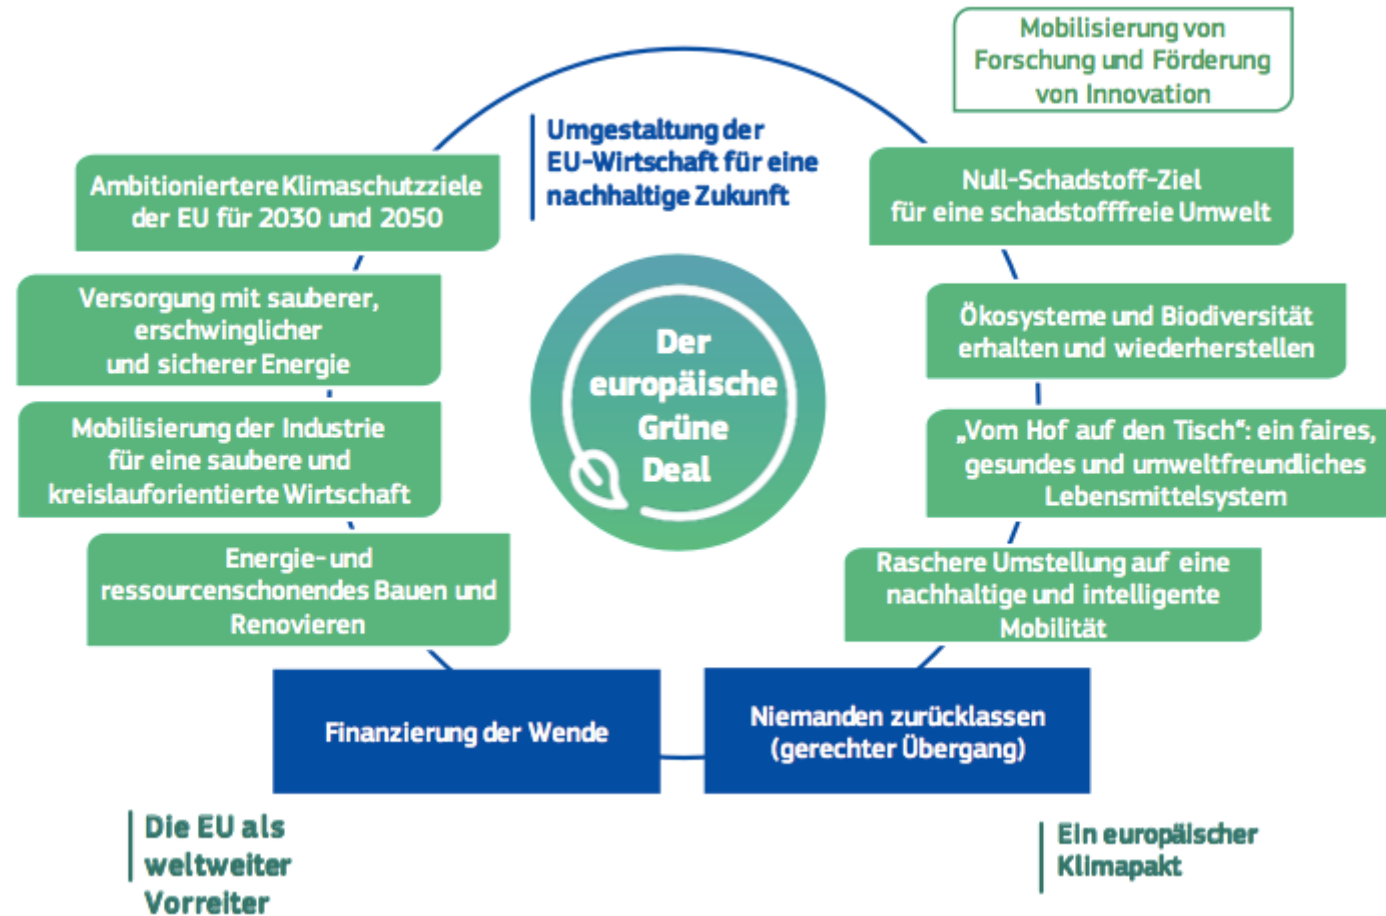 Mobilisierung von
Forschung und Förderung
von Innovation
Umgestaltung der
EU-Wirtschaft für eine
nachhaltige Zukunft
Ambitioniertere Klimaschutzziele
der EU für 2030 und 2050
Null-Schadstoff-Ziel
für eine schadstofffreie Umwelt
Versorgung mit sauberer,
erschwinglicher
und sicherer Energie
Ökosysteme und Biodiversität
erhalten und wiederherstellen
Der
europäische
Grüne
Deal
Mobilisierung der Industrie
für eine saubere und
kreislauforientierte Wirtschaft
„Vom Hof auf den Tisch“: ein faires,
gesundes und umweltfreundliches
Lebensmittelsystem
Energie- und
ressourcenschonendes Bauen und
Renovieren
Raschere Umstellung auf eine
nachhaltige und intelligente
Mobilität
Finanzierung der Wende
Niemanden zurücklassen
(gerechter Übergang)
Die EU als
weltweiter
Vorreiter
Ein europäischer
Klimapakt